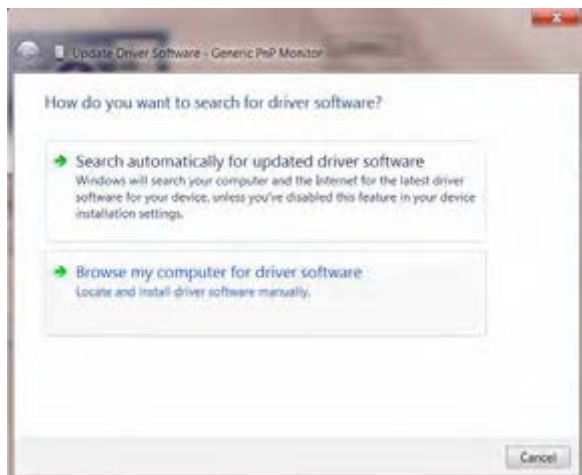 Update Driver Software - Generic PnP Monitor
How do you want to search for driver software?
Search automatically for updated driver software
Windows will search your computer and the Internet for the latest driver
software for your device, unless you've disabled this feature in your device
installation settings.
Browse my computer for driver software
Locate and install driver software manually.
Cancel